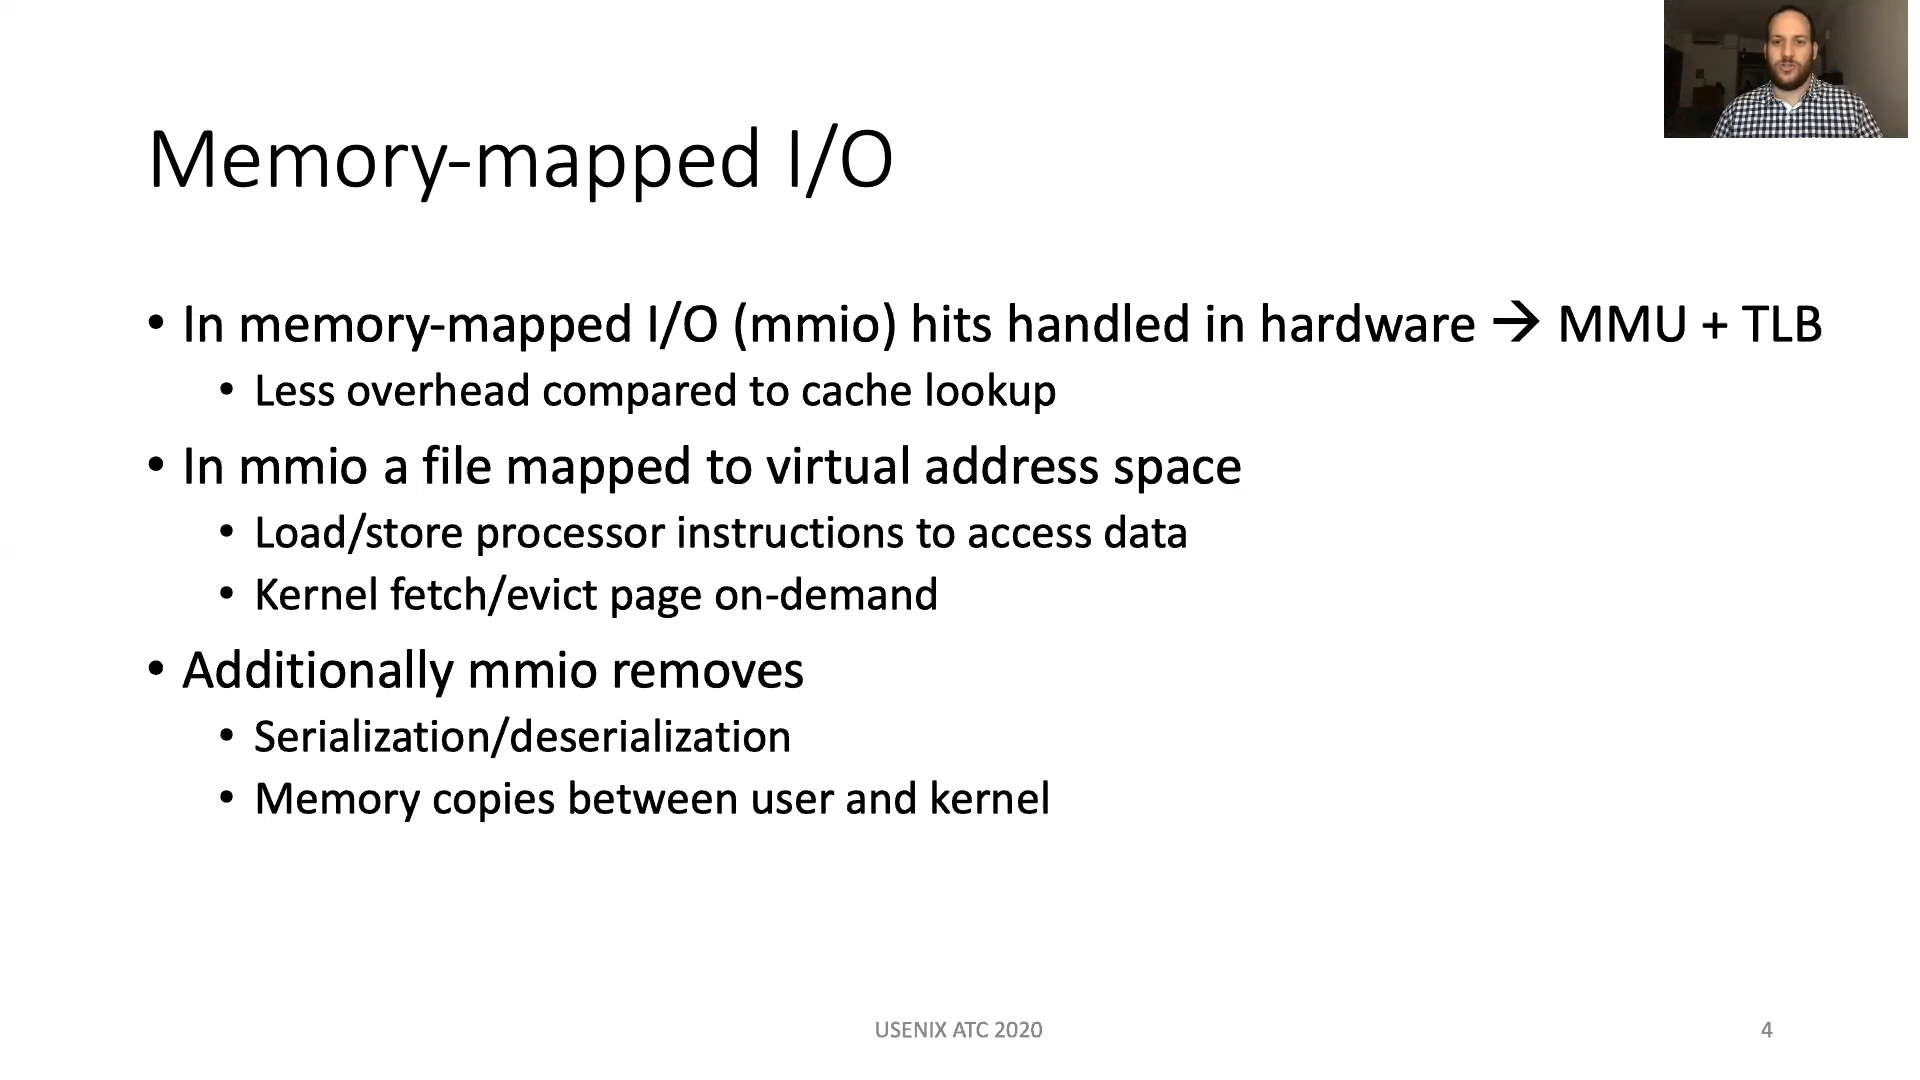 Memory-mapped I/O
• In memory-mapped I/O (mmio) hits handled in hardware → MMU + TLB
• Less overhead compared to cache lookup
• In mmio a file mapped to virtual address space
• Load/store processor instructions to access data
• Kernel fetch/evict page on-demand
• Additionally mmio removes
• Serialization/deserialization
• Memory copies between user and kernel
USENIX ATC 2020
4